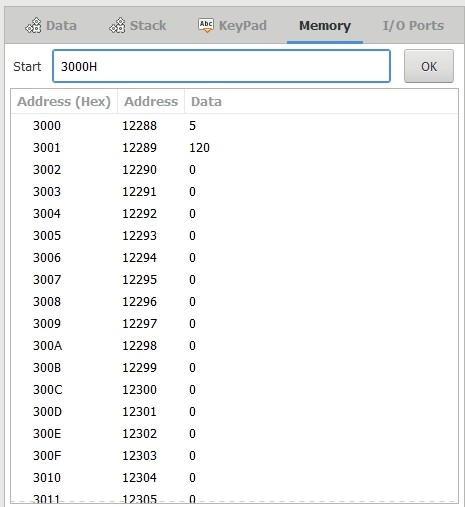 Data Stack Abc KeyPad Memory I/O Ports
Start 3000H OK
Address (Hex) Address Data
3000 12288 5
3001 12289 120
3002 12290 0
3003 12291 0
3004 12292 0
3005 12293 0
3006 12294 0
3007 12295 0
3008 12296 0
3009 12297 0
300A 12298 0
300B 12299 0
300C 12300 0
300D 12301 0
300E 12302 0
300F 12303 0
3010 12304 0
3011 12305 0